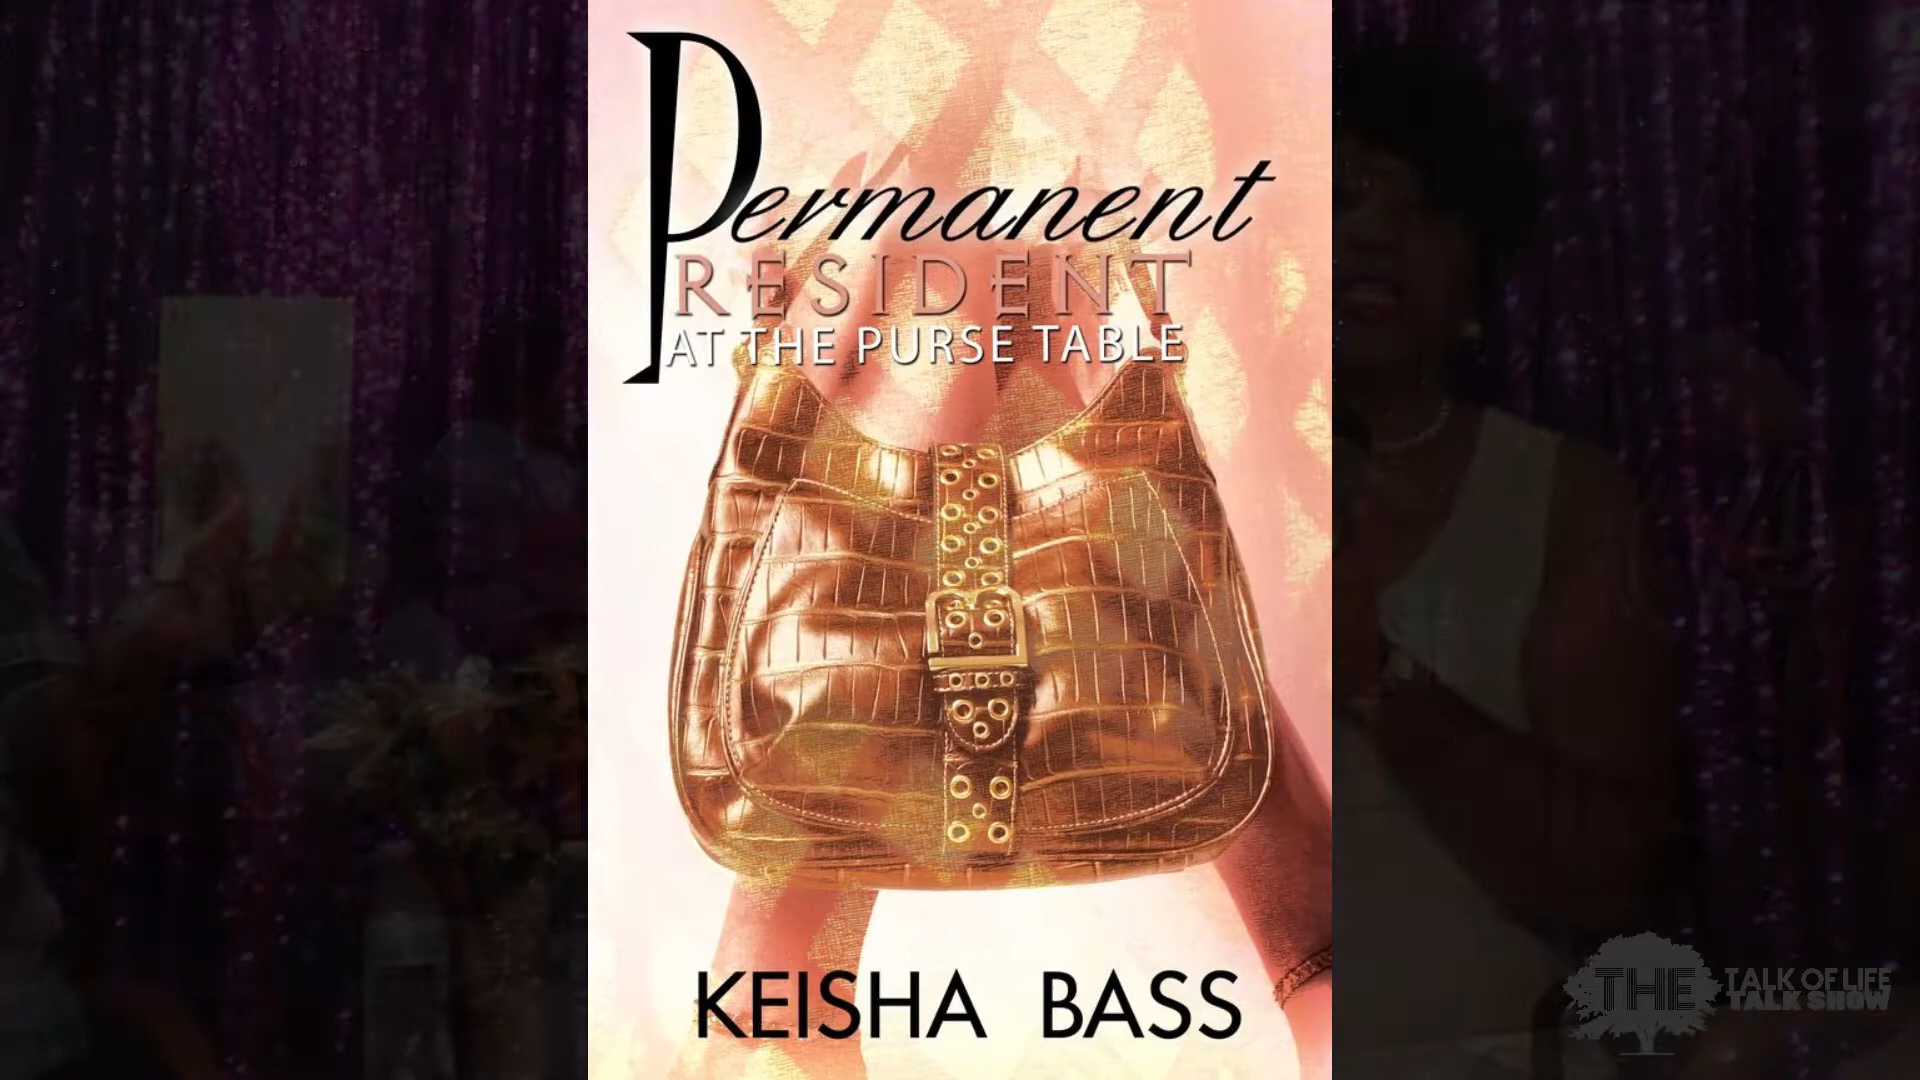 Permanent
RESIDENT
AT THE PURSE TABLE
KEISHA BASS
THE
TALK OF LIFE
TALK SHOW